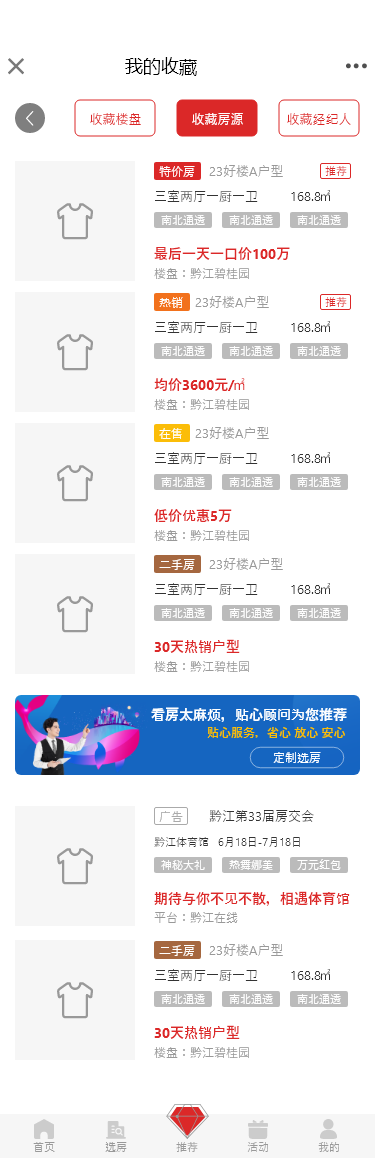 我的收藏
收藏楼盘 收藏房源 收藏经纪人
特价房 23好楼A户型 推荐
三室两厅一厨一卫 168.8㎡
南北通透 南北通透 南北通透
最后一天一口价100万
楼盘：黔江碧桂园
热销 23好楼A户型 推荐
三室两厅一厨一卫 168.8㎡
南北通透 南北通透 南北通透
均价3600元/㎡
楼盘：黔江碧桂园
在售 23好楼A户型
三室两厅一厨一卫 168.8㎡
南北通透 南北通透 南北通透
低价优惠5万
楼盘：黔江碧桂园
二手房 23好楼A户型
三室两厅一厨一卫 168.8㎡
南北通透 南北通透 南北通透
30天热销户型
楼盘：黔江碧桂园
看房太麻烦，贴心顾问为您推荐
贴心服务，省心 放心 安心
定制选房
广告 黔江第33届房交会
黔江体育馆 6月18日-7月18日
神秘大礼 热舞娜美 万元红包
期待与你不见不散，相遇体育馆
平台：黔江在线
二手房 23好楼A户型
三室两厅一厨一卫 168.8㎡
南北通透 南北通透 南北通透
30天热销户型
楼盘：黔江碧桂园
首页 选房 推荐 活动 我的